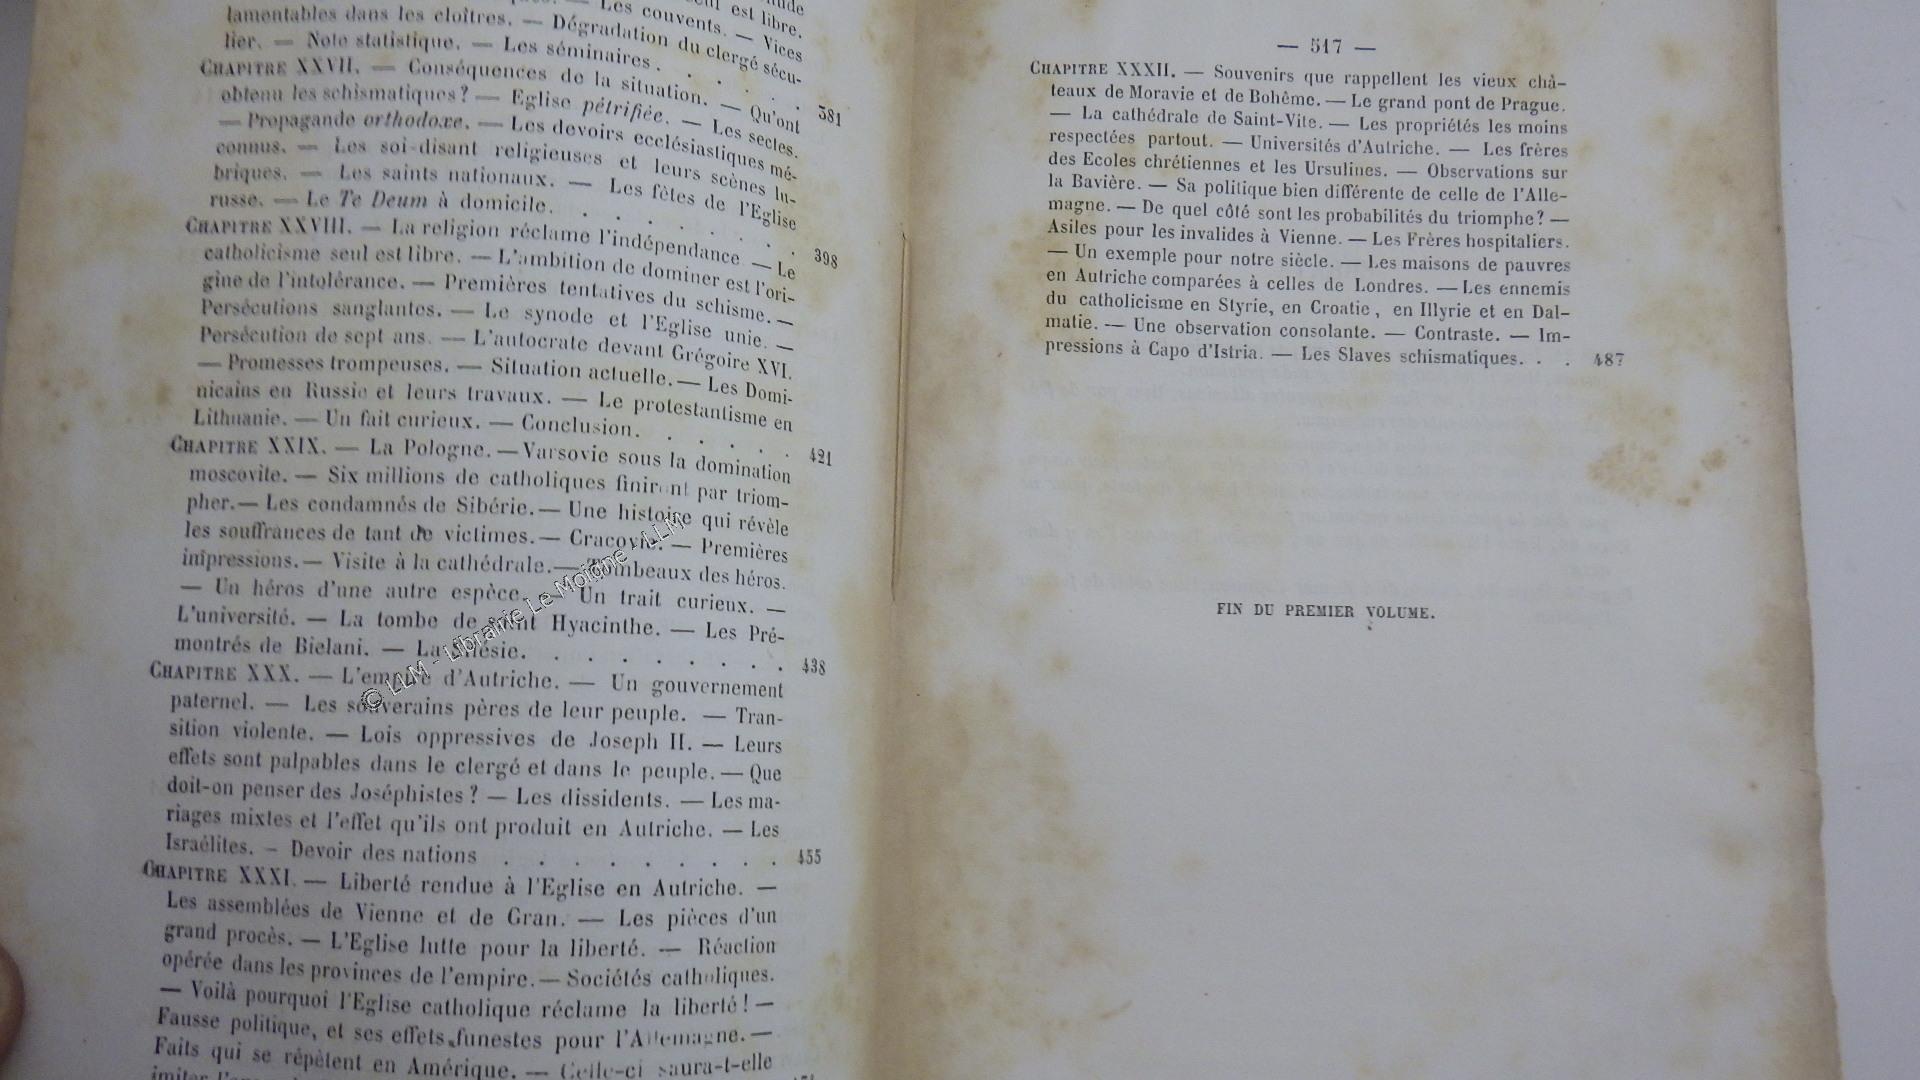 Les couvents. — Vices
lamentables dans les cloîtres. — Dégradation du clergé sécu-
lier. — Note statistique. — Les séminaires . . . . . . 381
CHAPITRE XXVII. — Conséquences de la situation. — Qu'ont
obtenu les schismatiques? — Eglise pétrifiée. — Les sectes.
— Propagande orthodoxe. — Les devoirs ecclésiastiques mé-
connus. — Les soi-disant religieuses et leurs scènes lu-
briques. — Les saints nationaux. — Les fêtes de l'Eglise
russe. — Le Te Deum à domicile. . . . . . . . 398
CHAPITRE XXVIII. — La religion réclame l'indépendance — Le
catholicisme seul est libre. — L'ambition de dominer est l'ori-
gine de l'intolérance. — Premières tentatives du schisme. —
Persécutions sanglantes. — Le synode et l'Eglise unie. —
Persécution de sept ans. — L'autocrate devant Grégoire XVI.
— Promesses trompeuses. — Situation actuelle. — Les Domi-
nicains en Russie et leurs travaux. — Le protestantisme en
Lithuanie. — Un fait curieux. — Conclusion. . . . . . 421
CHAPITRE XXIX. — La Pologne. — Varsovie sous la domination
moscovite. — Six millions de catholiques finiront par triom-
pher. — Les condamnés de Sibérie. — Une histoire qui révèle
les souffrances de tant de victimes. — Cracovie. — Premières
impressions. — Visite à la cathédrale. — Tombeaux des héros.
— Un héros d'une autre espèce. — Un trait curieux. —
L'université. — La tombe de saint Hyacinthe. — Les Pré-
montrés de Bielani. — La Silésie. . . . . . . . . 438
CHAPITRE XXX. — L'empire d'Autriche. — Un gouvernement
paternel. — Les souverains pères de leur peuple. — Tran-
sition violente. — Lois oppressives de Joseph II. — Leurs
effets sont palpables dans le clergé et dans le peuple. — Que
doit-on penser des Joséphistes? — Les dissidents. — Les ma-
riages mixtes et l'effet qu'ils ont produit en Autriche. — Les
Israélites. — Devoir des nations . . . . . . . . . 455
CHAPITRE XXXI. — Liberté rendue à l'Eglise en Autriche. —
Les assemblées de Vienne et de Gran. — Les pièces d'un
grand procès. — L'Eglise lutte pour la liberté. — Réaction
opérée dans les provinces de l'empire. — Sociétés catholiques.
— Voilà pourquoi l'Eglise catholique réclame la liberté! —
Fausse politique, et ses effets funestes pour l'Allemagne. —
Faits qui se répètent en Amérique. — Celle-ci saura-t-elle
© LLM - Librairie Le Moigne - LLM
— 517 —
CHAPITRE XXXII. — Souvenirs que rappellent les vieux châ-
teaux de Moravie et de Bohême. — Le grand pont de Prague.
— La cathédrale de Saint-Vite. — Les propriétés les moins
respectées partout. — Universités d'Autriche. — Les frères
des Ecoles chrétiennes et les Ursulines. — Observations sur
la Bavière. — Sa politique bien différente de celle de l'Alle-
magne. — De quel côté sont les probabilités du triomphe? —
Asiles pour les invalides à Vienne. — Les Frères hospitaliers.
— Un exemple pour notre siècle. — Les maisons de pauvres
en Autriche comparées à celles de Londres. — Les ennemis
du catholicisme en Styrie, en Croatie, en Illyrie et en Dal-
matie. — Une observation consolante. — Contraste. — Im-
pressions à Capo d'Istria. — Les Slaves schismatiques. . . 487
FIN DU PREMIER VOLUME.